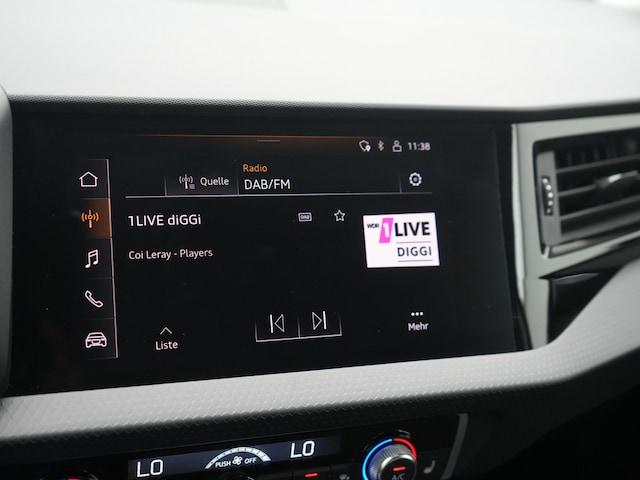 11:38
Radio
Quelle DAB/FM
1LIVE diGGi DAB
WDR 1LIVE
DIGGI
Coi Leray - Players
Liste
Mehr
LO PUSH OFF LO
A/C